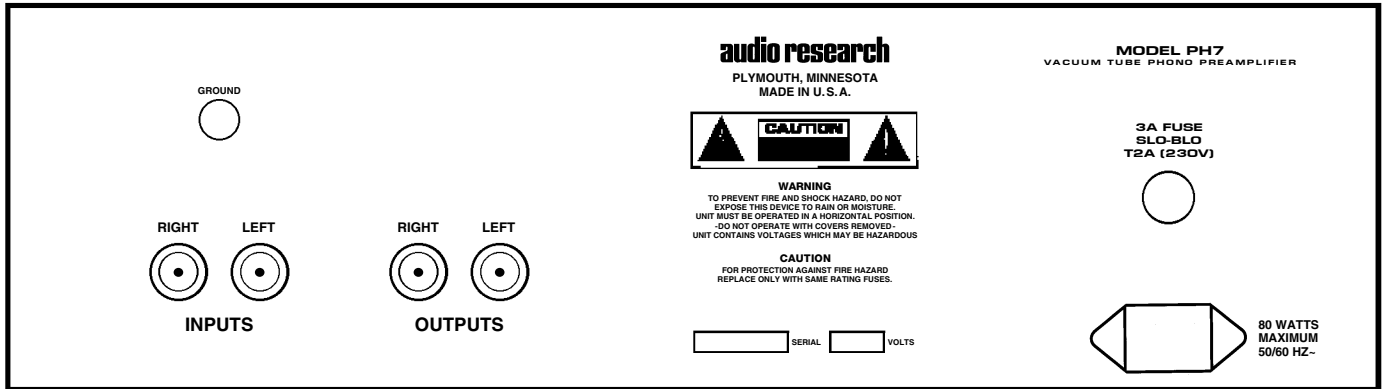 audio research
PLYMOUTH, MINNESOTA
MADE IN U.S.A.
MODEL PH7
VACUUM TUBE PHONO PREAMPLIFIER
GROUND
CAUTION
3A FUSE
SLO-BLO
T2A (230V)
WARNING
TO PREVENT FIRE AND SHOCK HAZARD, DO NOT
EXPOSE THIS DEVICE TO RAIN OR MOISTURE.
UNIT MUST BE OPERATED IN A HORIZONTAL POSITION.
-DO NOT OPERATE WITH COVERS REMOVED-
UNIT CONTAINS VOLTAGES WHICH MAY BE HAZARDOUS
RIGHT LEFT
RIGHT LEFT
INPUTS
OUTPUTS
CAUTION
FOR PROTECTION AGAINST FIRE HAZARD
REPLACE ONLY WITH SAME RATING FUSES.
SERIAL
VOLTS
80 WATTS
MAXIMUM
50/60 HZ~